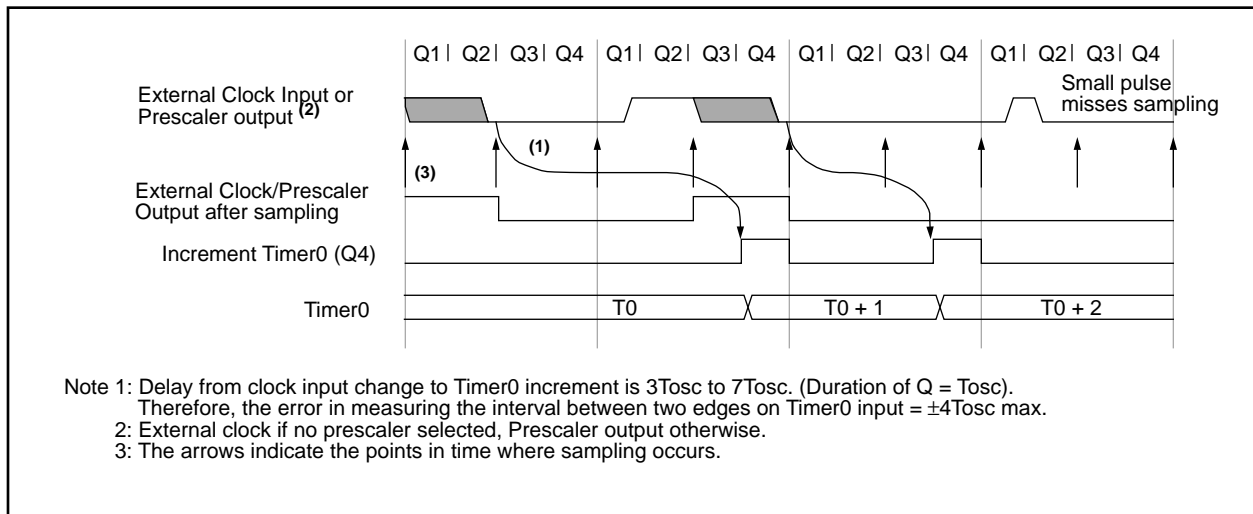 Q1| Q2| Q3| Q4 Q1| Q2| Q3| Q4 Q1| Q2| Q3| Q4 Q1| Q2| Q3| Q4
External Clock Input or
Prescaler output (2)
Small pulse
misses sampling
(1)
(3)
External Clock/Prescaler
Output after sampling
Increment Timer0 (Q4)
Timer0 T0 T0 + 1 T0 + 2
Note 1: Delay from clock input change to Timer0 increment is 3Tosc to 7Tosc. (Duration of Q = Tosc).
Therefore, the error in measuring the interval between two edges on Timer0 input = ±4Tosc max.
2: External clock if no prescaler selected, Prescaler output otherwise.
3: The arrows indicate the points in time where sampling occurs.